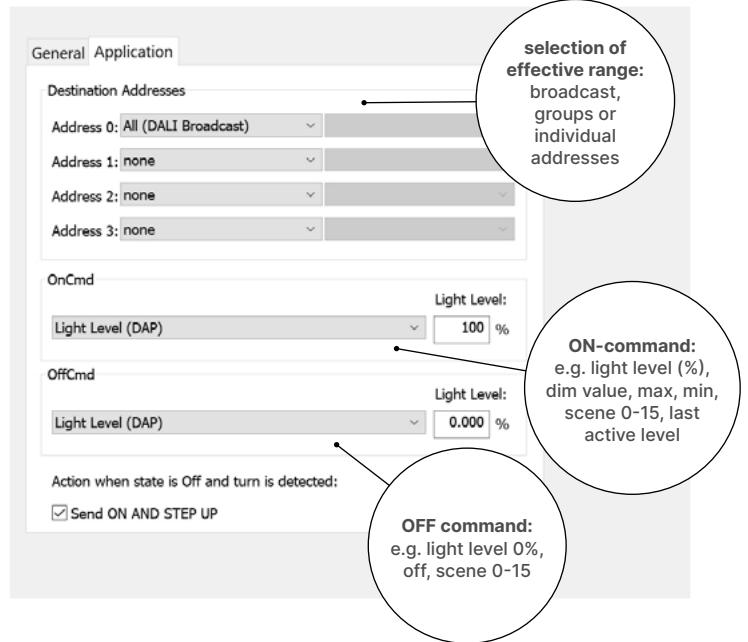 selection of
effective range:
broadcast,
groups or
individual
addresses
General Application
Destination Addresses
Address 0: All (DALI Broadcast)
Address 1: none
Address 2: none
Address 3: none
OnCmd
Light Level:
Light Level (DAP) 100 %
ON-command:
e.g. light level (%),
dim value, max, min,
scene 0-15, last
active level
OffCmd
Light Level:
Light Level (DAP) 0.000 %
Action when state is Off and turn is detected:
Send ON AND STEP UP
OFF command:
e.g. light level 0%,
off, scene 0-15